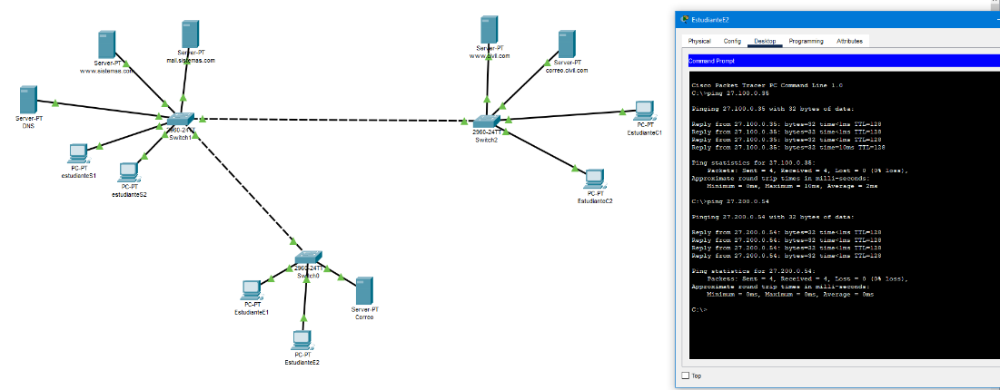 Server-PT
www.sistemas.com
Server-PT
mail.sistemas.com
Server-PT
DNS
2960-24TT
Switch1
PC-PT
estudianteS1
PC-PT
estudianteS2
Server-PT
www.civil.com
Server-PT
correo.civil.com
2960-24TT
Switch2
PC-PT
EstudianteC1
PC-PT
EstudianteC2
2960-24TT
Switch0
PC-PT
EstudianteE1
Server-PT
Correo
PC-PT
EstudianteE2
EstudianteE2
Physical Config Desktop Programming Attributes
Command Prompt
Cisco Packet Tracer PC Command Line 1.0
C:\>ping 27.100.0.35
Pinging 27.100.0.35 with 32 bytes of data:
Reply from 27.100.0.35: bytes=32 time<1ms TTL=128
Reply from 27.100.0.35: bytes=32 time<1ms TTL=128
Reply from 27.100.0.35: bytes=32 time<1ms TTL=128
Reply from 27.100.0.35: bytes=32 time=10ms TTL=128
Ping statistics for 27.100.0.35:
Packets: Sent = 4, Received = 4, Lost = 0 (0% loss),
Approximate round trip times in milli-seconds:
Minimum = 0ms, Maximum = 10ms, Average = 2ms
C:\>ping 27.200.0.54
Pinging 27.200.0.54 with 32 bytes of data:
Reply from 27.200.0.54: bytes=32 time<1ms TTL=128
Reply from 27.200.0.54: bytes=32 time<1ms TTL=128
Reply from 27.200.0.54: bytes=32 time<1ms TTL=128
Reply from 27.200.0.54: bytes=32 time<1ms TTL=128
Ping statistics for 27.200.0.54:
Packets: Sent = 4, Received = 4, Lost = 0 (0% loss),
Approximate round trip times in milli-seconds:
Minimum = 0ms, Maximum = 0ms, Average = 0ms
C:\>
Top